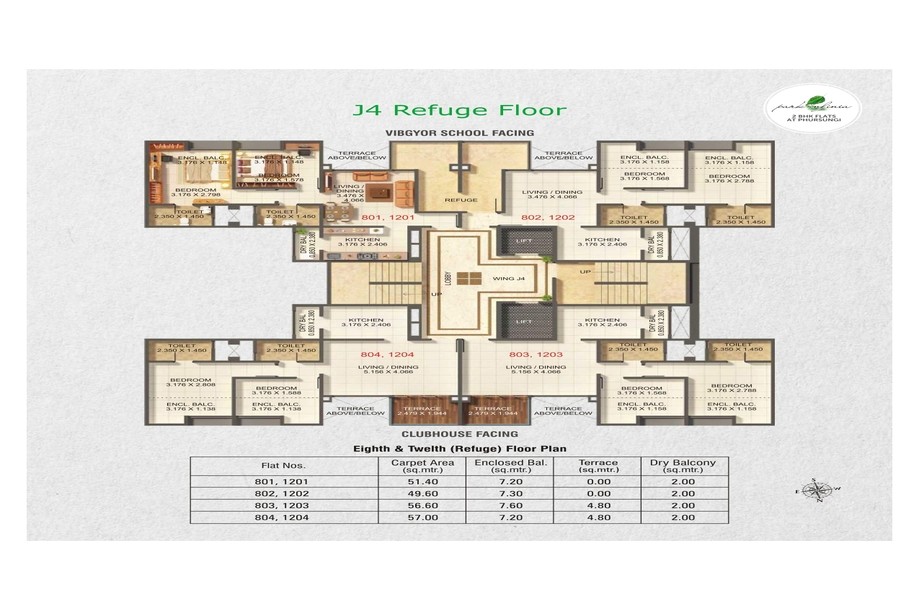 J4 Refuge Floor
park
2 BHK FLATS
AT PHURSUNGI
VIBGYOR SCHOOL FACING
TERRACE
ABOVE/BELOW
TERRACE
ABOVE/BELOW
ENCL. BALC.
3.176 X 1.138
ENCL. BALC.
3.176 X 1.348
BEDROOM
3.176 X 2.798
BEDROOM
3.176 X 1.578
LIVING /
DINING
3.476 X
4.066
REFUGE
LIVING / DINING
3.476 X 4.066
ENCL. BALC.
3.176 X 1.158
BEDROOM
3.176 X 1.568
ENCL. BALC.
3.176 X 1.158
BEDROOM
3.176 X 2.788
TOILET
2.350 X 1.450
TOILET
2.350 X 1.450
801, 1201
802, 1202
TOILET
2.350 X 1.450
TOILET
2.350 X 1.450
DRY BAL
0.850 X 2.380
KITCHEN
3.176 X 2.406
LIFT
KITCHEN
3.176 X 2.406
DRY BAL
0.850 X 2.380
LOBBY
WING J4
UP
UP
DRY BAL
0.850 X 2.380
KITCHEN
3.176 X 2.406
LIFT
KITCHEN
3.176 X 2.406
DRY BAL
0.850 X 2.380
TOILET
2.350 X 1.450
TOILET
2.350 X 1.450
804, 1204
803, 1203
TOILET
2.350 X 1.450
TOILET
2.350 X 1.450
LIVING / DINING
5.156 X 4.066
LIVING / DINING
5.156 X 4.066
BEDROOM
3.176 X 2.808
BEDROOM
3.176 X 1.588
BEDROOM
3.176 X 1.568
BEDROOM
3.176 X 2.788
ENCL. BALC.
3.176 X 1.138
ENCL. BALC.
3.176 X 1.138
TERRACE
ABOVE/BELOW
TERRACE
2.479 X 1.944
TERRACE
2.479 X 1.944
TERRACE
ABOVE/BELOW
ENCL. BALC.
3.176 X 1.158
ENCL. BALC.
3.176 X 1.158
CLUBHOUSE FACING
Eighth & Twelth (Refuge) Floor Plan
Flat Nos. Carpet Area (sq.mtr.) Enclosed Bal. (sq.mtr.) Terrace (sq.mtr.) Dry Balcony (sq.mtr.)
801, 1201 51.40 7.20 0.00 2.00
802, 1202 49.60 7.30 0.00 2.00
803, 1203 56.60 7.60 4.80 2.00
804, 1204 57.00 7.20 4.80 2.00
E S W N